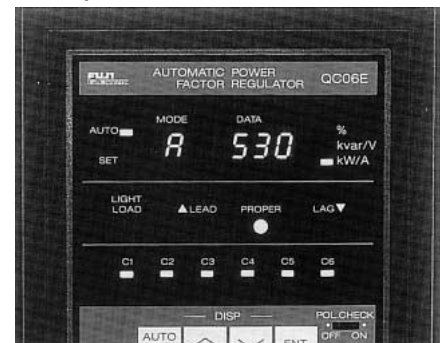 FUJI
AUTOMATIC POWER
FACTOR REGULATOR
QC06E
MODE
DATA
AUTO
A
530
%
kvar/V
SET
kW/A
LIGHT
LOAD
▲LEAD
PROPER
LAG▼
C1 C2 C3 C4 C5 C6
DISP
POL.CHECK
AUTO
ENT
OFF ON